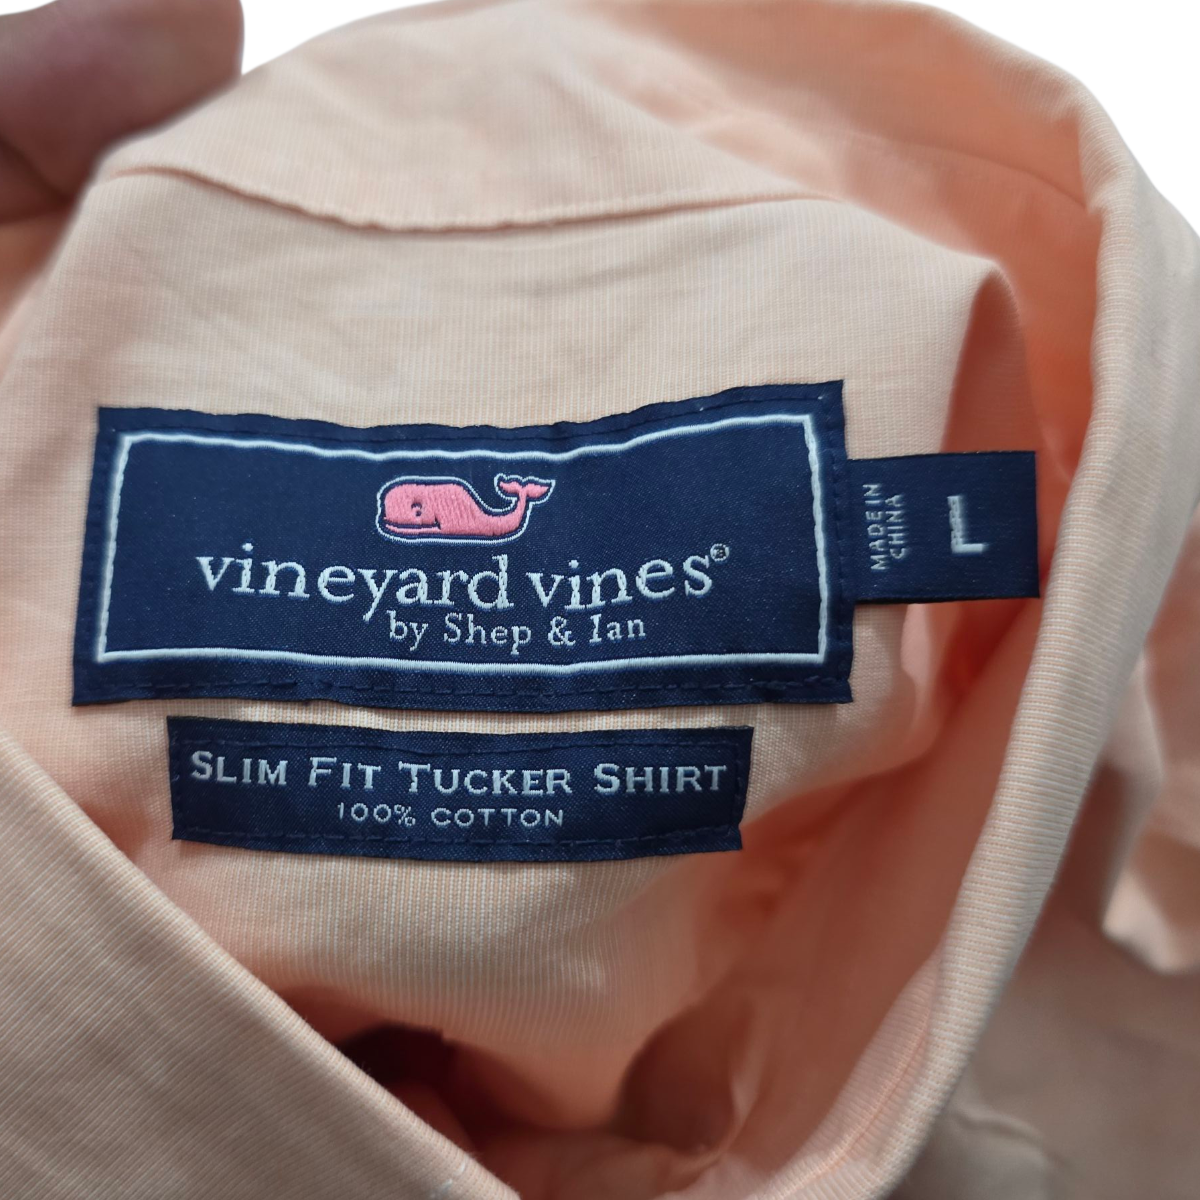 vineyard vines®
by Shep & Ian
MADE IN
CHINA
L
SLIM FIT TUCKER SHIRT
100% COTTON